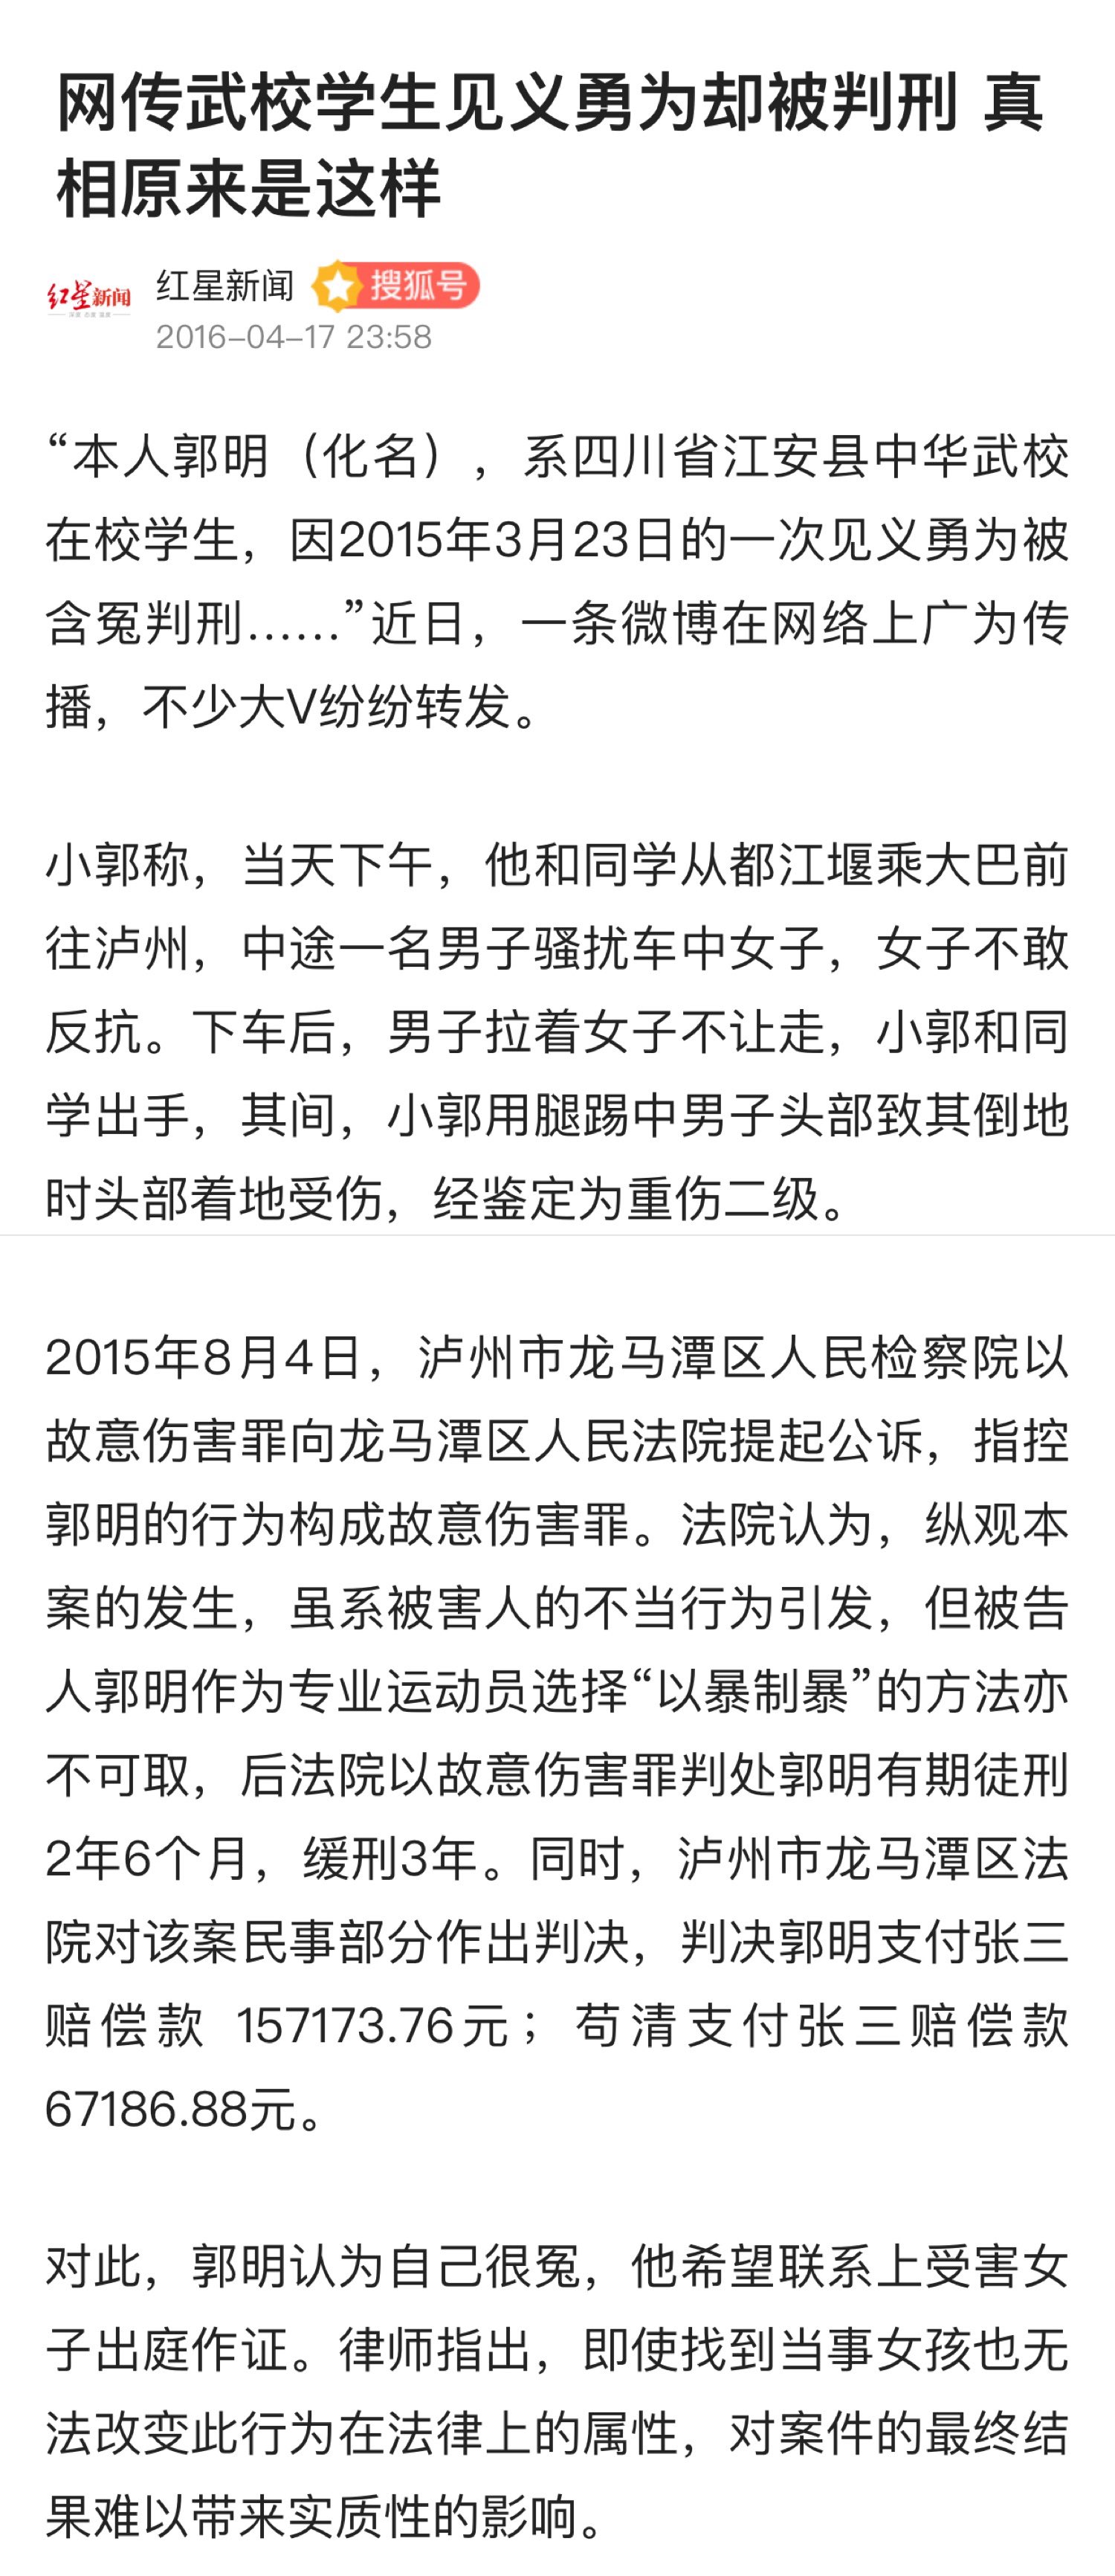 网传武校学生见义勇为却被判刑 真
相原来是这样
红星新闻
红星新闻 搜狐号
2016-04-17 23:58
“本人郭明（化名），系四川省江安县中华武校
在校学生，因2015年3月23日的一次见义勇为被
含冤判刑……”近日，一条微博在网络上广为传
播，不少大V纷纷转发。
小郭称，当天下午，他和同学从都江堰乘大巴前
往泸州，中途一名男子骚扰车中女子，女子不敢
反抗。下车后，男子拉着女子不让走，小郭和同
学出手，其间，小郭用腿踢中男子头部致其倒地
时头部着地受伤，经鉴定为重伤二级。
2015年8月4日，泸州市龙马潭区人民检察院以
故意伤害罪向龙马潭区人民法院提起公诉，指控
郭明的行为构成故意伤害罪。法院认为，纵观本
案的发生，虽系被害人的不当行为引发，但被告
人郭明作为专业运动员选择“以暴制暴”的方法亦
不可取，后法院以故意伤害罪判处郭明有期徒刑
2年6个月，缓刑3年。同时，泸州市龙马潭区法
院对该案民事部分作出判决，判决郭明支付张三
赔偿款 157173.76元；苟清支付张三赔偿款
67186.88元。
对此，郭明认为自己很冤，他希望联系上受害女
子出庭作证。律师指出，即使找到当事女孩也无
法改变此行为在法律上的属性，对案件的最终结
果难以带来实质性的影响。